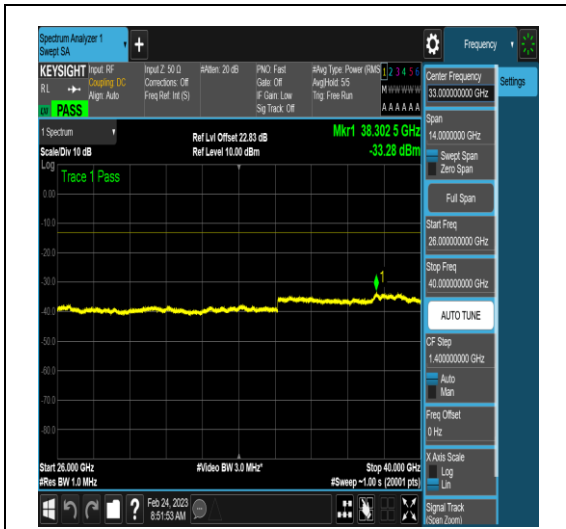 Spectrum Analyzer 1
Swept SA
+
Frequency
KEYSIGHT
RL
Input: RF
Coupling: DC
Align: Auto
Input Z: 50 Ω
Corrections: Off
Freq Ref: Int (S)
#Atten: 20 dB
PNO: Fast
Gate: Off
IF Gain: Low
Sig Track: Off
#Avg Type: Power (RMS
Avg|Hold: 5/5
Trig: Free Run
1 2 3 4 5 6
M W W W W W
A A A A A A
PASS
1 Spectrum
Scale/Div 10 dB
Ref Lvl Offset 22.83 dB
Ref Level 10.00 dBm
Mkr1 38.302 5 GHz
-33.28 dBm
Log
Trace 1 Pass
0.00
-10.0
-20.0
-30.0
-40.0
-50.0
-60.0
-70.0
-80.0
1
Start 26.000 GHz
#Res BW 1.0 MHz
#Video BW 3.0 MHz*
Stop 40.000 GHz
#Sweep ~1.00 s (20001 pts)
Center Frequency
33.000000000 GHz
Settings
Span
14.0000000 GHz
Swept Span
Zero Span
Full Span
Start Freq
26.000000000 GHz
Stop Freq
40.000000000 GHz
AUTO TUNE
CF Step
1.400000000 GHz
Auto
Man
Freq Offset
0 Hz
X Axis Scale
Log
Lin
Signal Track
(Span Zoom)
?
Feb 24, 2023
8:51:53 AM